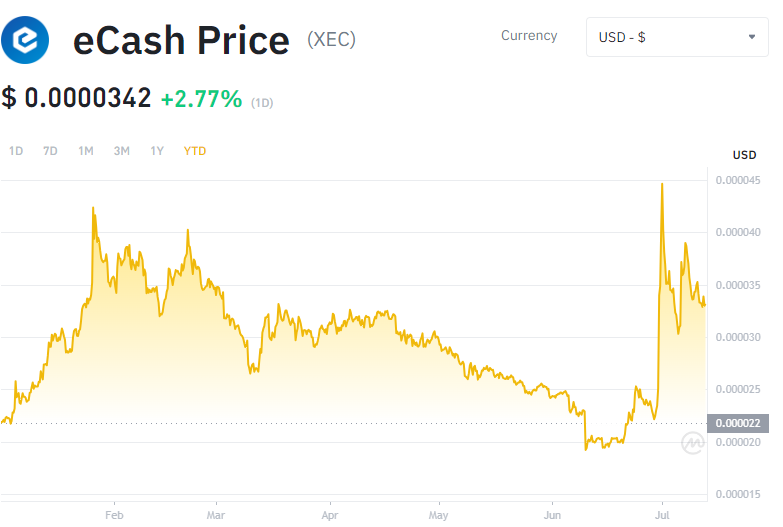 eCash Price (XEC)
Currency
USD - $
$ 0.0000342 +2.77% (1D)
1D 7D 1M 3M 1Y YTD
USD
0.000045
0.000040
0.000035
0.000030
0.000025
0.000022
0.000020
0.000015
Feb Mar Apr May Jun Jul